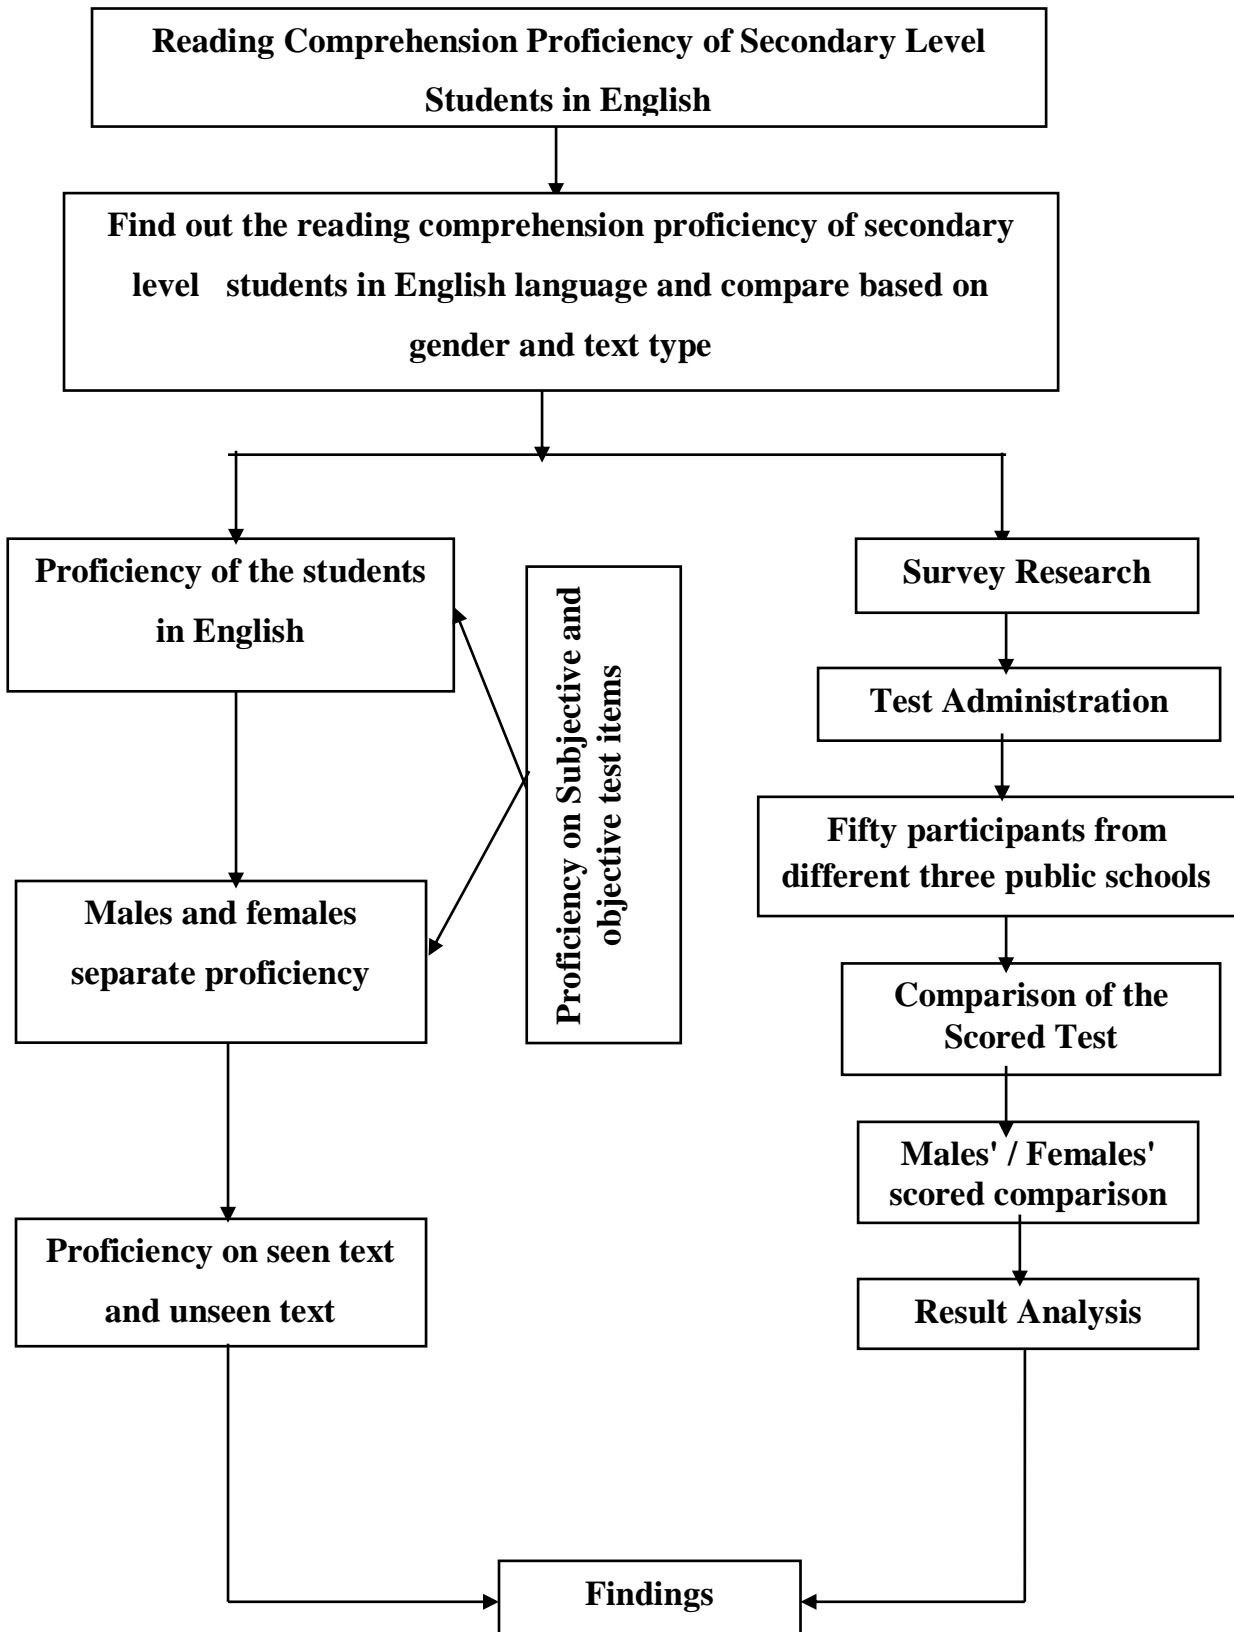 Reading Comprehension Proficiency of Secondary Level
Students in English
Find out the reading comprehension proficiency of secondary
level students in English language and compare based on
gender and text type
Proficiency of the students
in English
Males and females
separate proficiency
Proficiency on seen text
and unseen text
Proficiency on Subjective and
objective test items
Survey Research
Test Administration
Fifty participants from
different three public schools
Comparison of the
Scored Test
Males' / Females'
scored comparison
Result Analysis
Findings